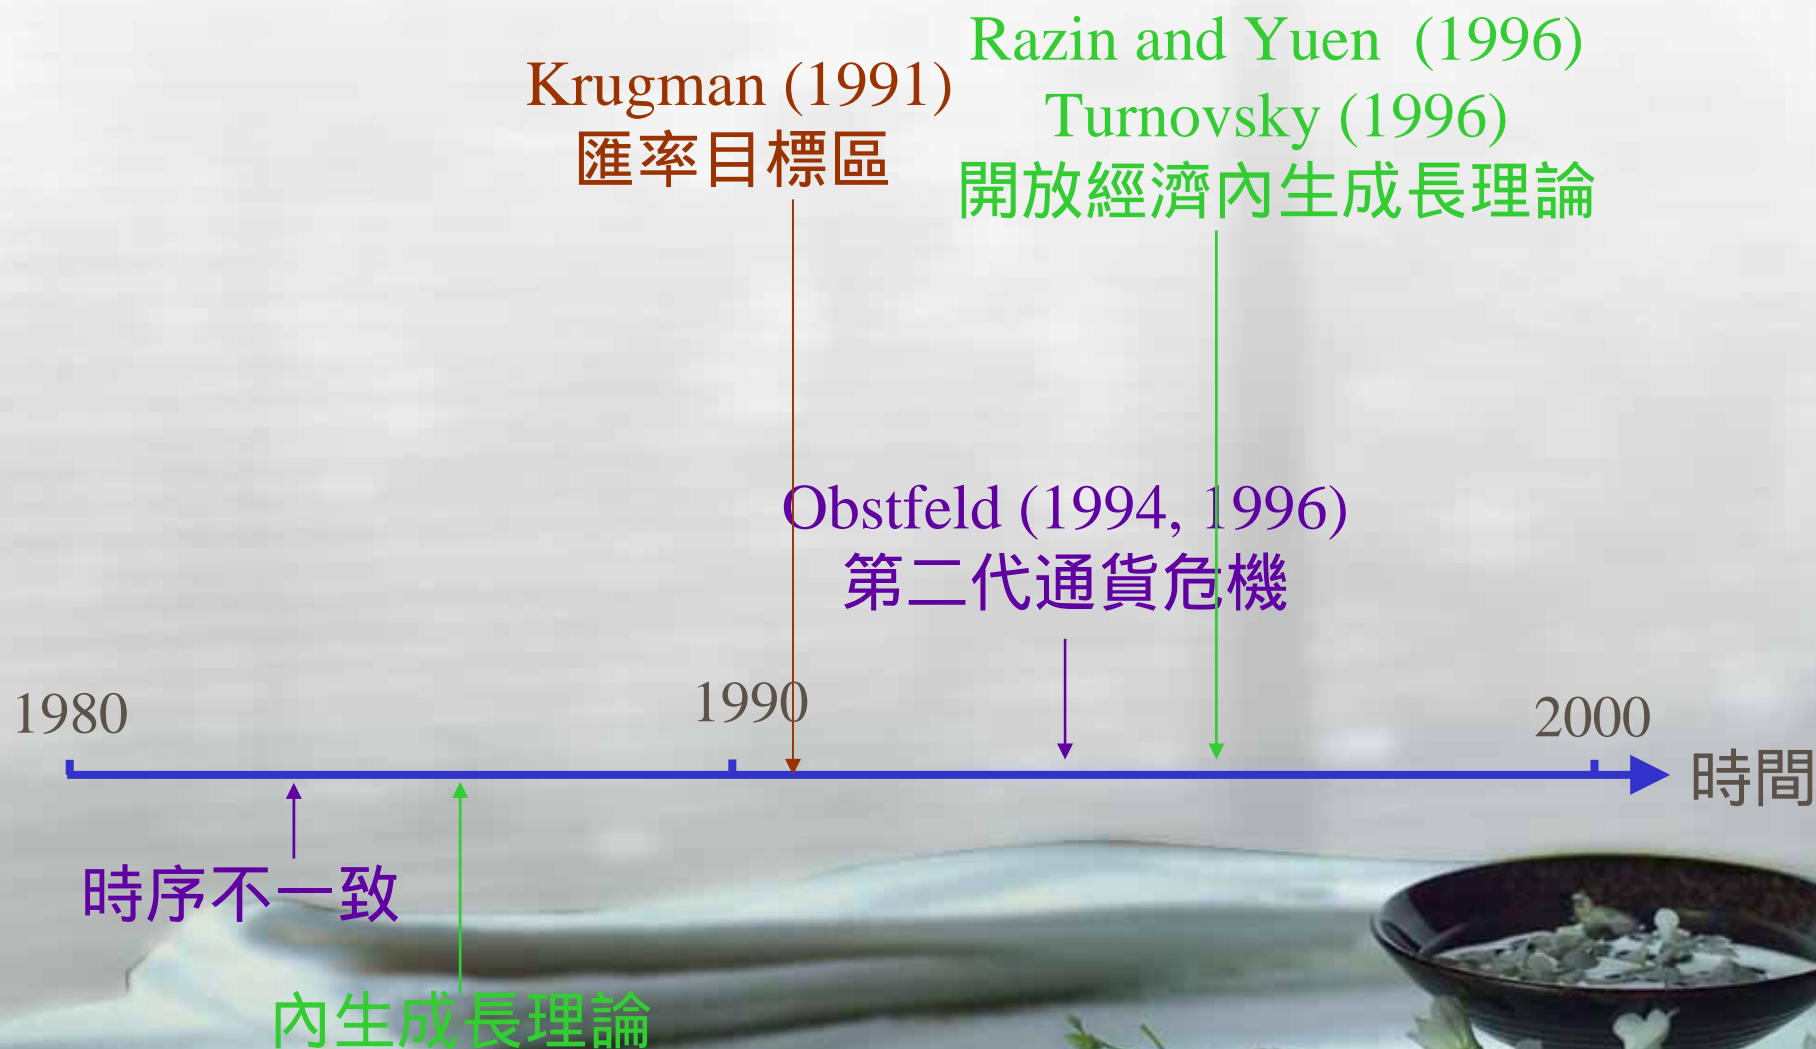 Razin and Yuen (1996)
Krugman (1991)
Turnovsky (1996)
匯率目標區
開放經濟內生成長理論
Obstfeld (1994, 1996)
第二代通貨危機
1980
1990
2000
時間
時序不一致
內生成長理論